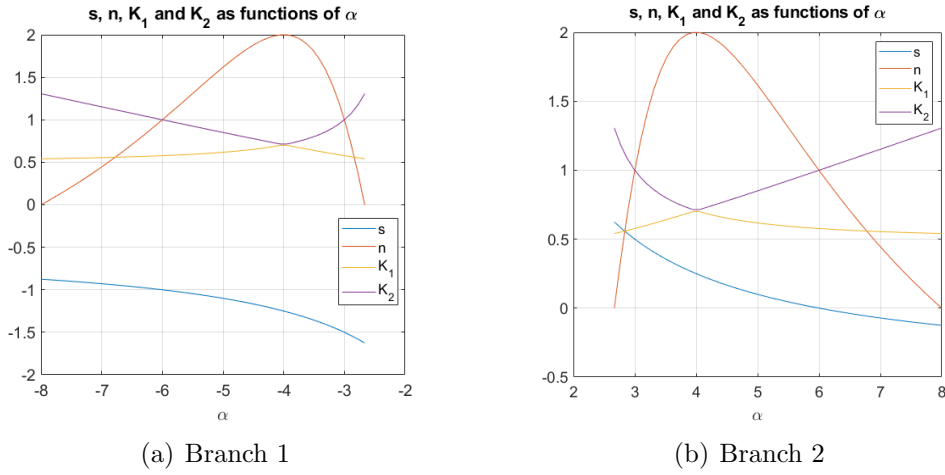 s, n, K₁ and K₂ as functions of α
2
1.5
1
0.5
0
-0.5
-1
-1.5
-2
-8
-7
-6
-5
-4
-3
-2
α
s
n
K₁
K₂
(a) Branch 1
s, n, K₁ and K₂ as functions of α
2
1.5
1
0.5
0
-0.5
2
3
4
5
6
7
8
α
s
n
K₁
K₂
(b) Branch 2